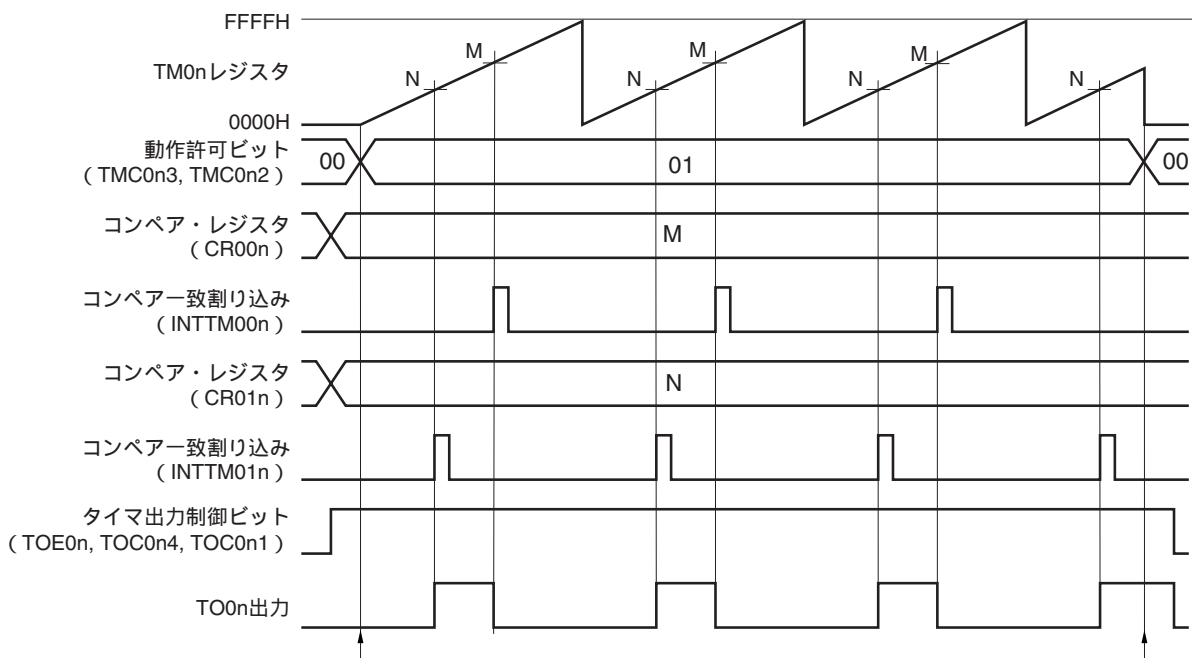 FFFFH
M
M
M
TM0nレジスタ
N
N
N
N
0000H
動作許可ビット
（TMC0n3, TMC0n2）
00
01
00
コンペア・レジスタ
（CR00n）
M
コンペア一致割り込み
（INTTM00n）
コンペア・レジスタ
（CR01n）
N
コンペア一致割り込み
（INTTM01n）
タイマ出力制御ビット
（TOE0n, TOC0n4, TOC0n1）
TO0n出力